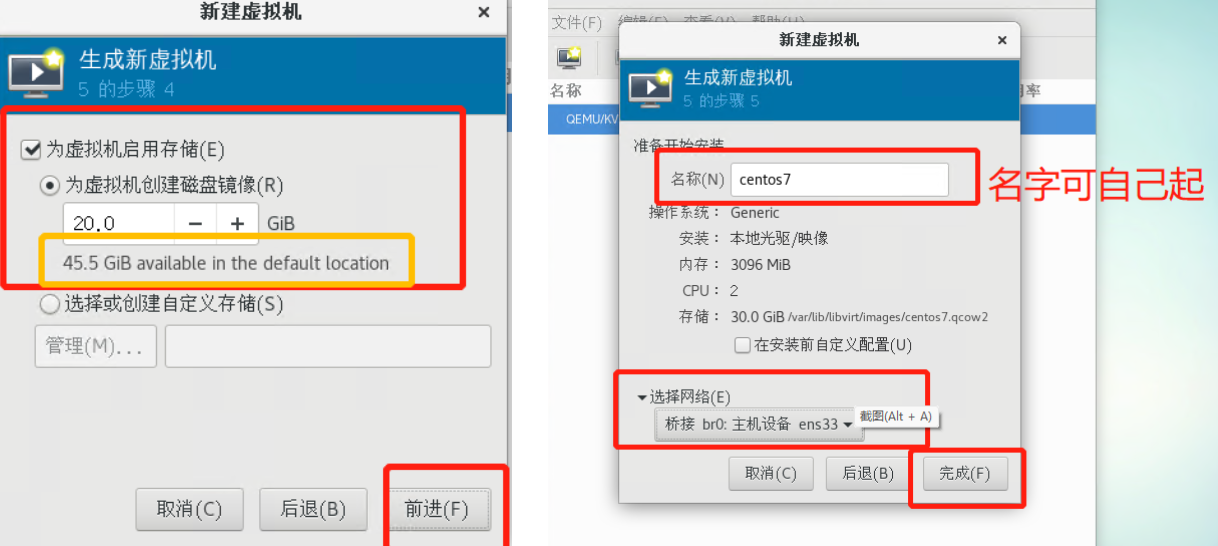 新建虚拟机 ×
生成新虚拟机
5 的步骤 4
为虚拟机启用存储(E)
为虚拟机创建磁盘镜像(R)
20.0 − + GiB
45.5 GiB available in the default location
选择或创建自定义存储(S)
管理(M)...
取消(C) 后退(B) 前进(F)
文件(F) 编辑(E) 查看(V) 帮助(H)
新建虚拟机 ×
生成新虚拟机
5 的步骤 5
名称
QEMU/KV
准备开始安装
名称(N) centos7
名字可自己起
操作系统： Generic
安装： 本地光驱/映像
内存： 3096 MiB
CPU： 2
存储： 30.0 GiB /var/lib/libvirt/images/centos7.qcow2
在安装前自定义配置(U)
选择网络(E)
桥接 br0: 主机设备 ens33
截图(Alt + A)
取消(C) 后退(B) 完成(F)